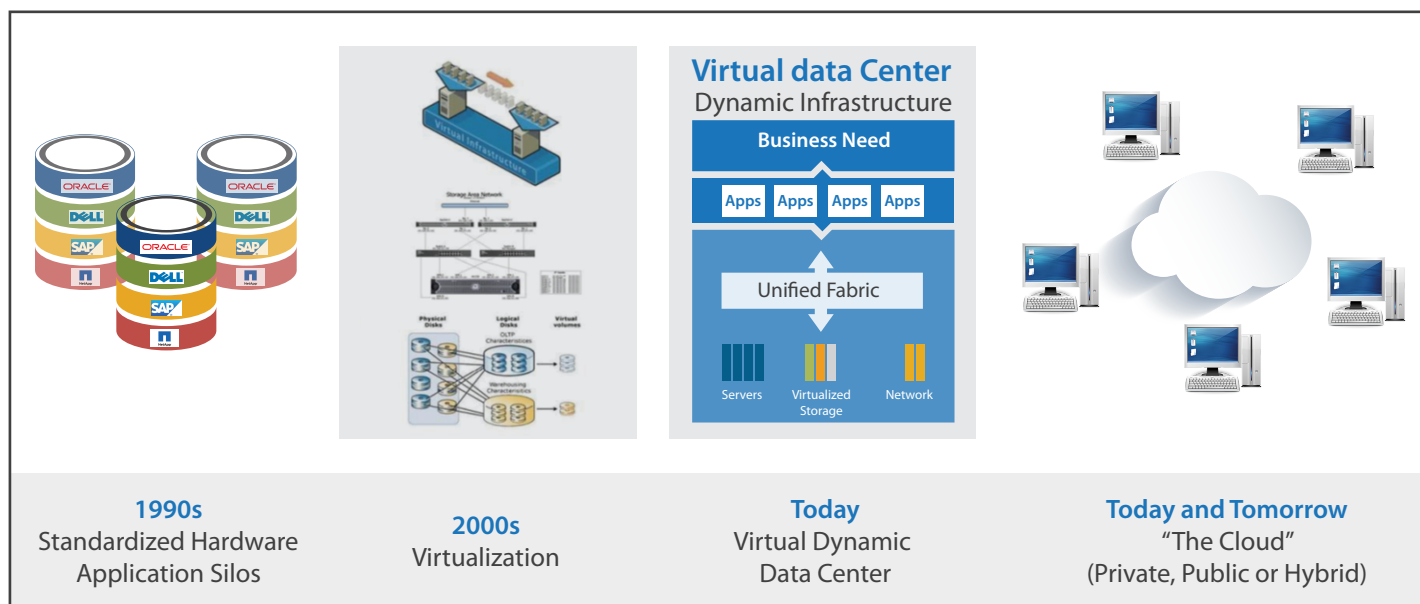 ORACLE
DELL
SAP
NetApp
ORACLE
DELL
SAP
NetApp
ORACLE
DELL
SAP
NetApp
Virtual Infrastructure
Storage Area Network
Physical
Disks
Logical
Disks
Virtual
volumes
OLTP
Characteristics
Warehousing
Characteristics
Virtual data Center
Dynamic Infrastructure
Business Need
Apps
Apps
Apps
Apps
Unified Fabric
Servers
Virtualized
Storage
Network
1990s
Standardized Hardware
Application Silos
2000s
Virtualization
Today
Virtual Dynamic
Data Center
Today and Tomorrow
“The Cloud”
(Private, Public or Hybrid)